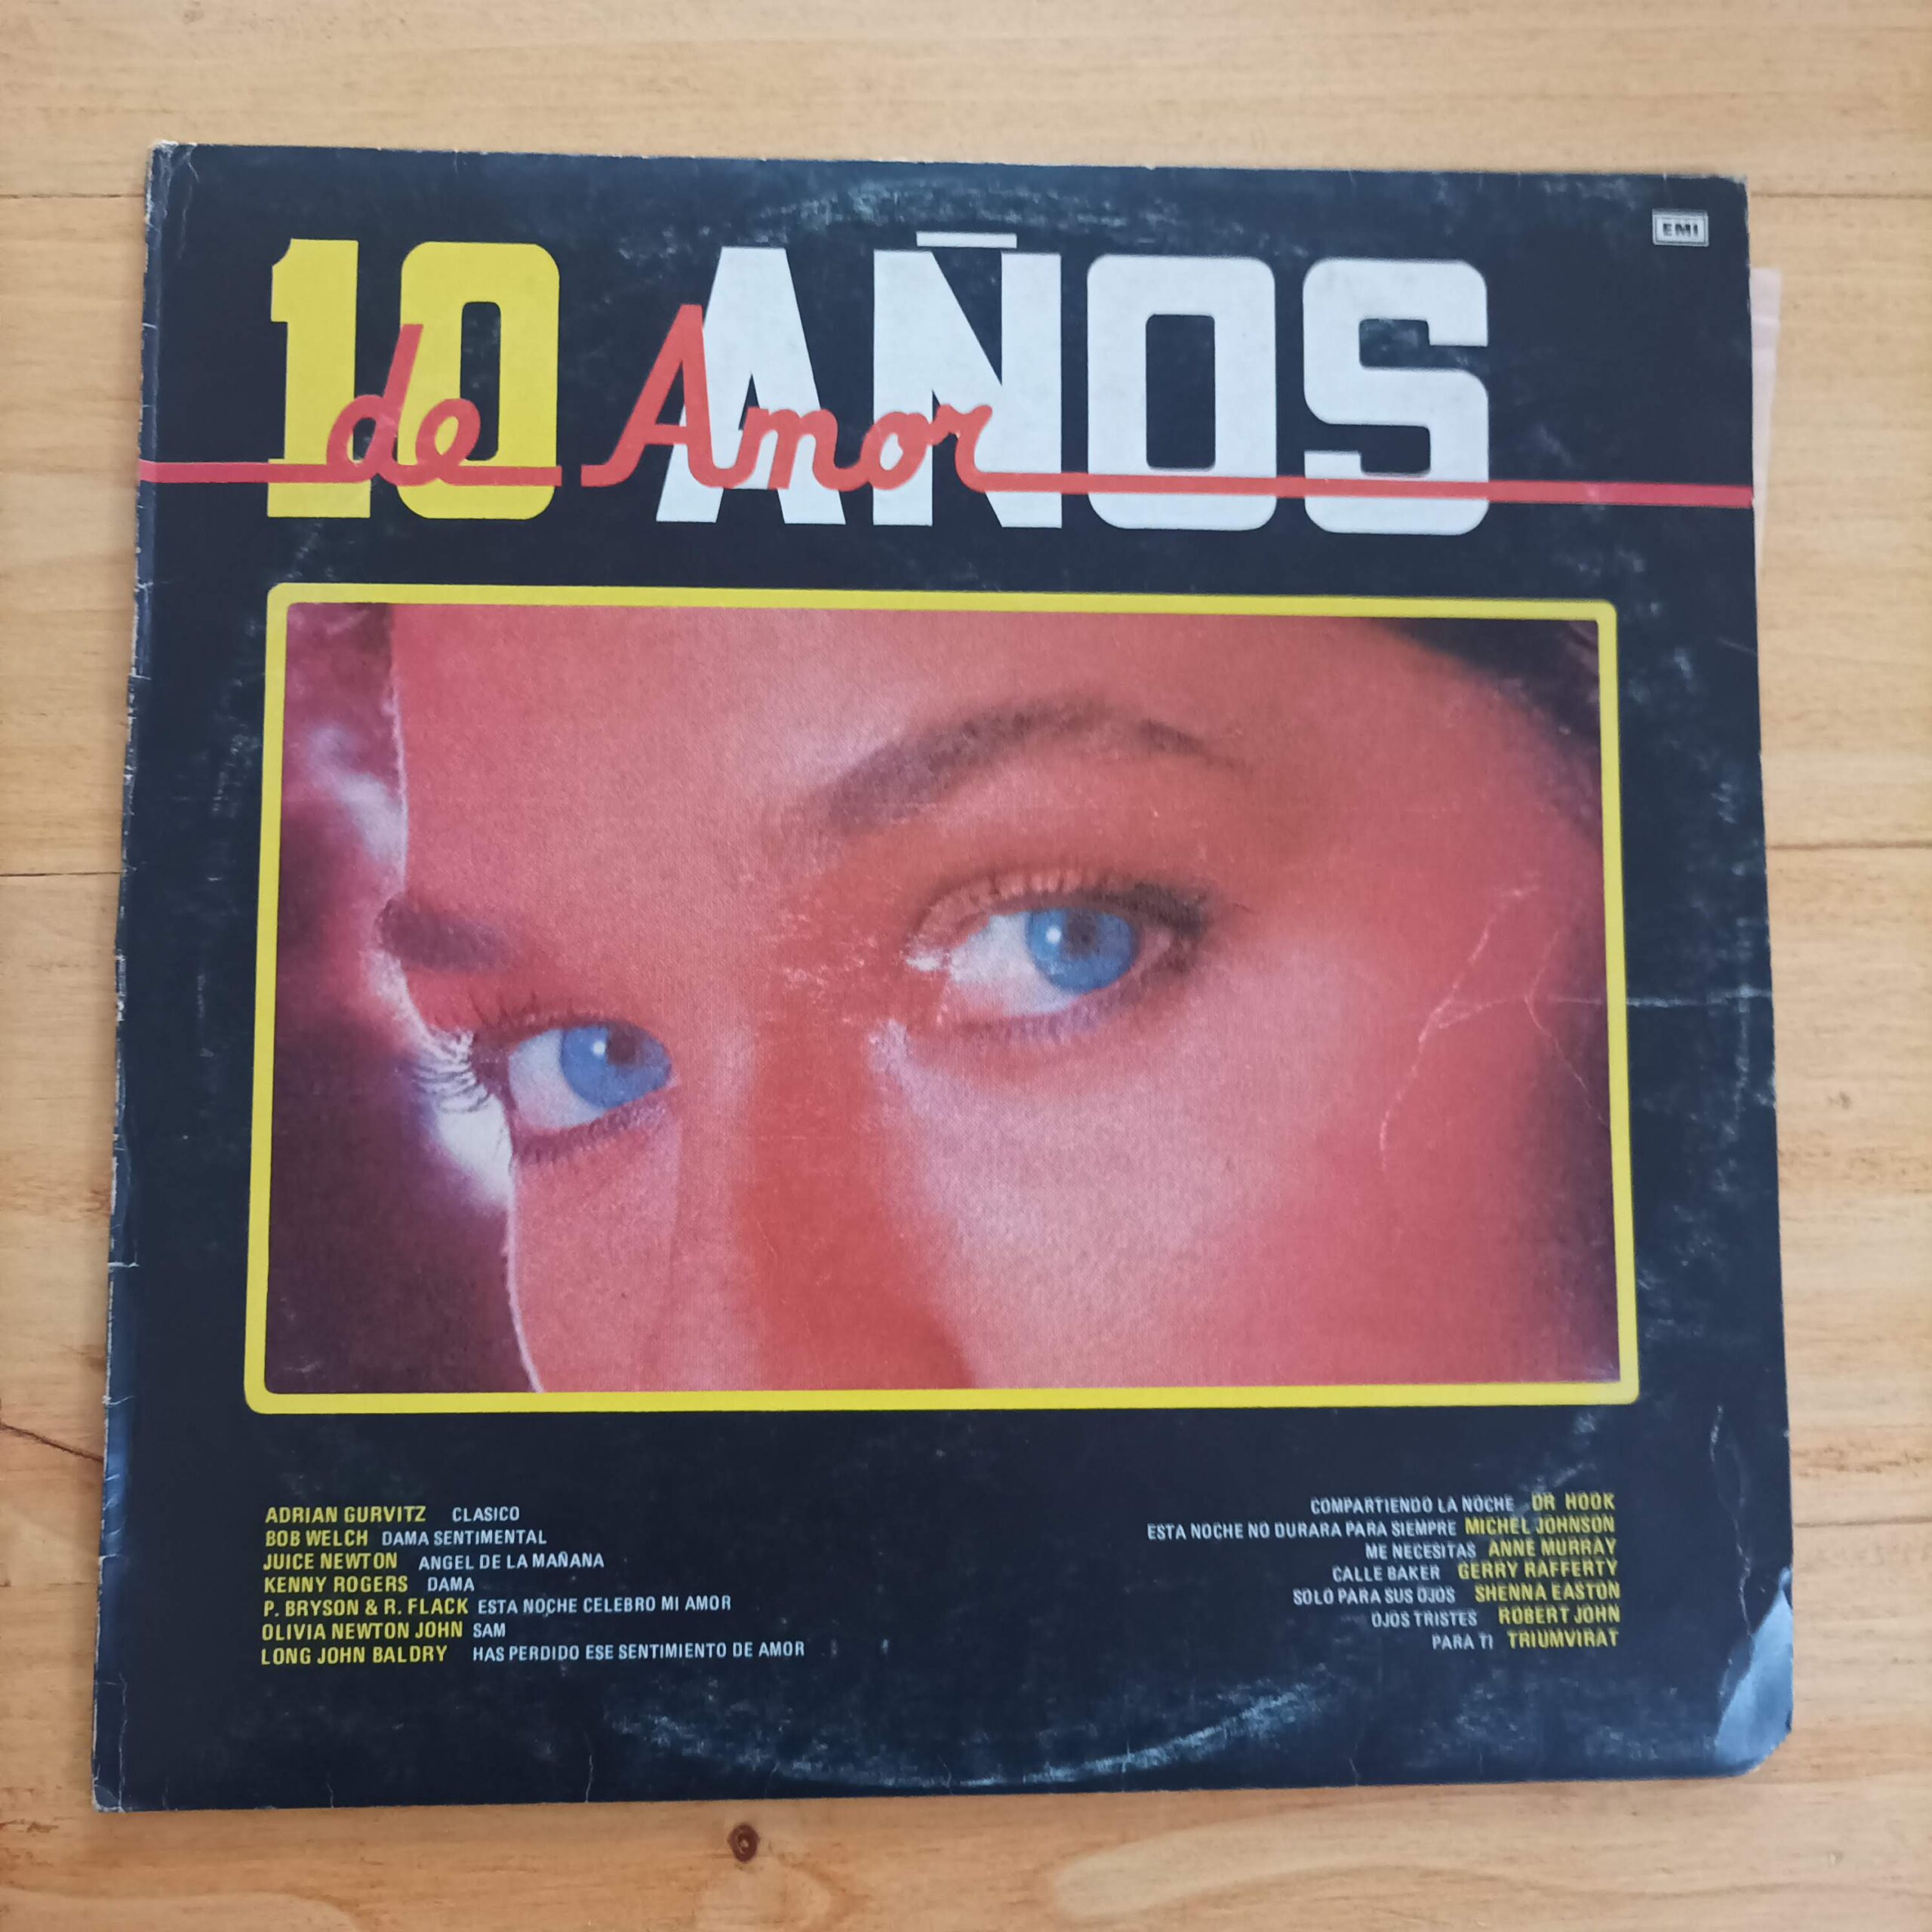 EMI
10 AÑOS
de Amor
ADRIAN GURVITZ CLASICO
BOB WELCH DAMA SENTIMENTAL
JUICE NEWTON ANGEL DE LA MAÑANA
KENNY ROGERS DAMA
P. BRYSON & R. FLACK ESTA NOCHE CELEBRO MI AMOR
OLIVIA NEWTON JOHN SAM
LONG JOHN BALDRY HAS PERDIDO ESE SENTIMIENTO DE AMOR
COMPARTIENDO LA NOCHE DR HOOK
ESTA NOCHE NO DURARA PARA SIEMPRE MICHEL JOHNSON
ME NECESITAS ANNE MURRAY
CALLE BAKER GERRY RAFFERTY
SOLO PARA SUS OJOS SHENNA EASTON
OJOS TRISTES ROBERT JOHN
PARA TI TRIUMVIRAT